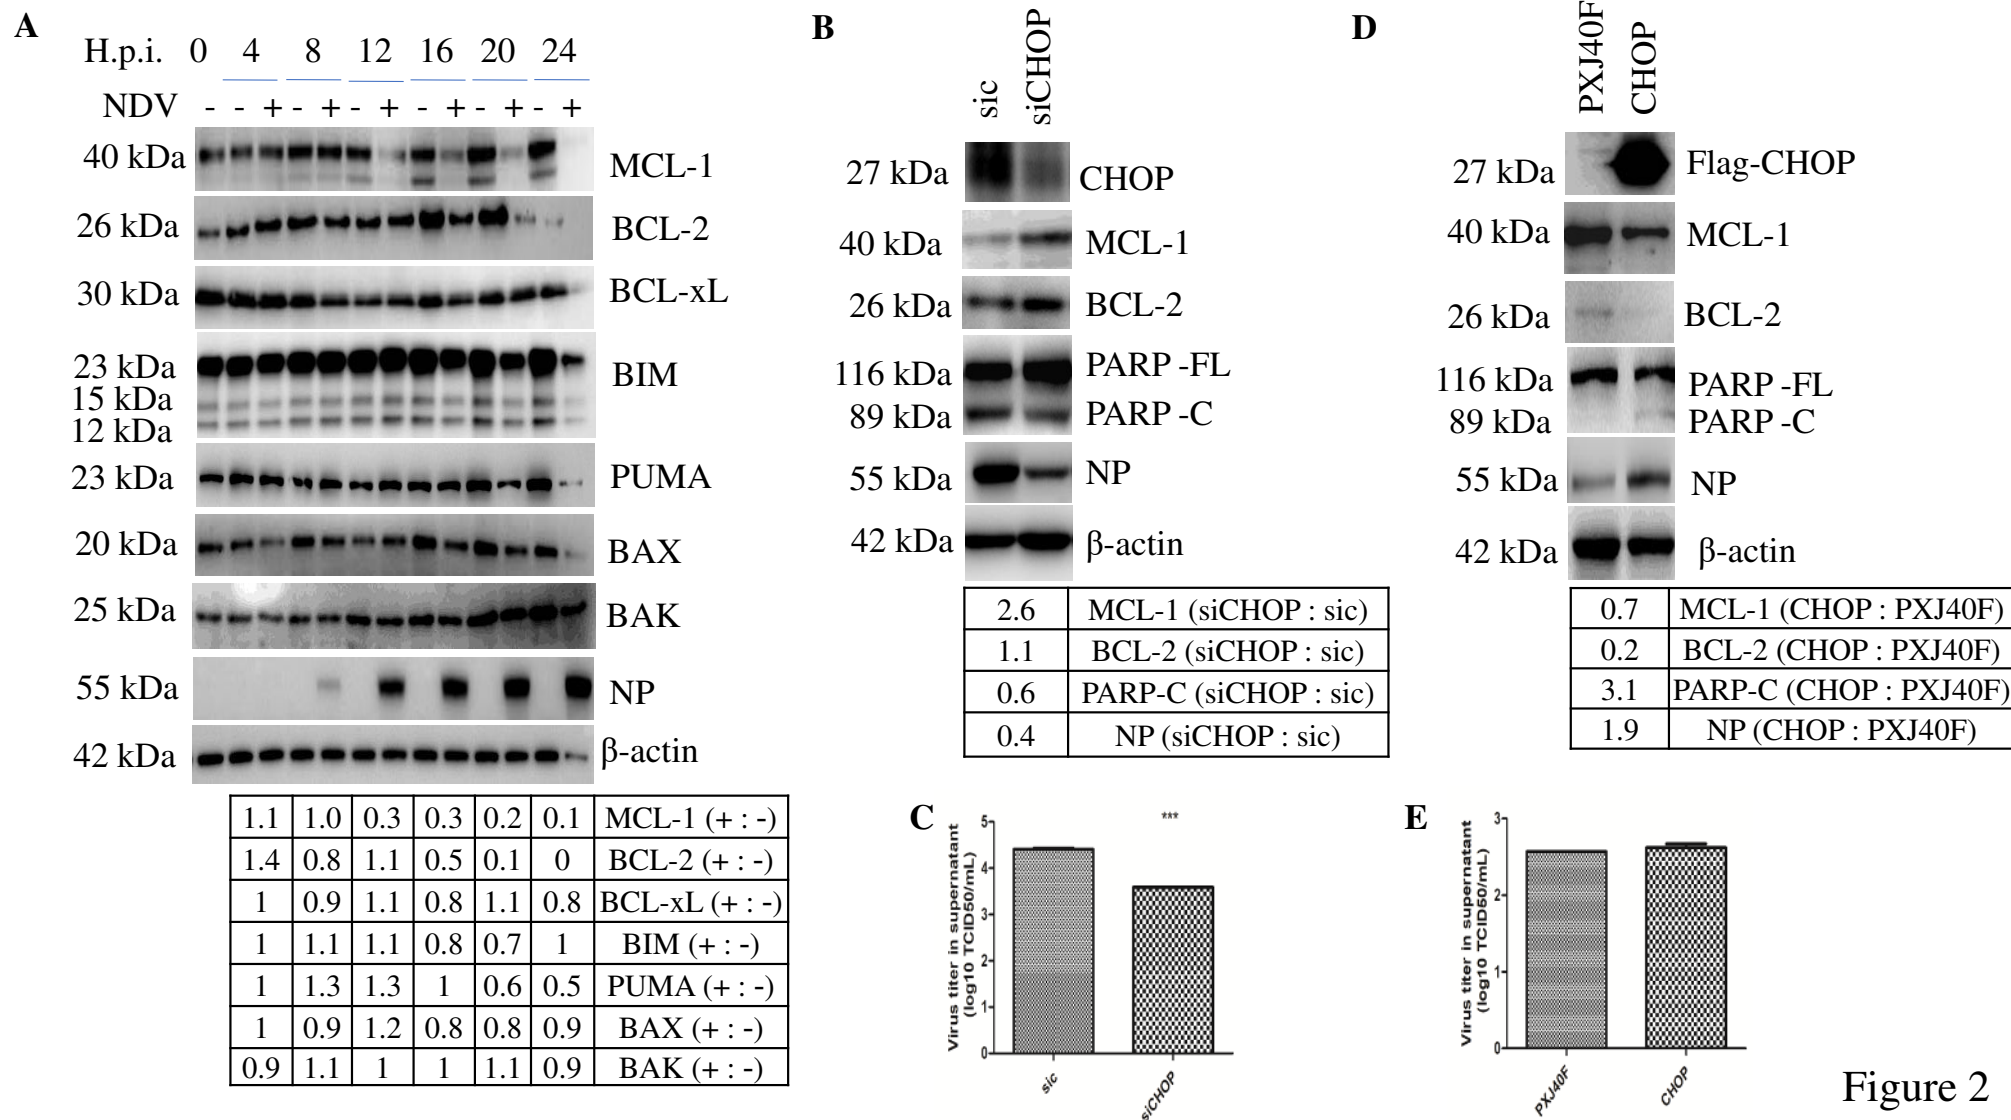 A
H.p.i. 0 4 8 12 16 20 24
NDV - - + - + - + - + - + - +
40 kDa MCL-1
26 kDa BCL-2
30 kDa BCL-xL
23 kDa BIM
15 kDa
12 kDa
23 kDa PUMA
20 kDa BAX
25 kDa BAK
55 kDa NP
42 kDa β-actin
1.1 1.0 0.3 0.3 0.2 0.1 MCL-1 (+ : -)
1.4 0.8 1.1 0.5 0.1 0 BCL-2 (+ : -)
1 0.9 1.1 0.8 1.1 0.8 BCL-xL (+ : -)
1 1.1 1.1 0.8 0.7 1 BIM (+ : -)
1 1.3 1.3 1 0.6 0.5 PUMA (+ : -)
1 0.9 1.2 0.8 0.8 0.9 BAX (+ : -)
0.9 1.1 1 1 1.1 0.9 BAK (+ : -)
B
sic siCHOP
27 kDa CHOP
40 kDa MCL-1
26 kDa BCL-2
116 kDa PARP -FL
89 kDa PARP -C
55 kDa NP
42 kDa β-actin
2.6 MCL-1 (siCHOP : sic)
1.1 BCL-2 (siCHOP : sic)
0.6 PARP-C (siCHOP : sic)
0.4 NP (siCHOP : sic)
C
Virus titer in supernatant
(log10 TCID50/mL)
5
4
3
2
1
0
***
sic siCHOP
D
PXJ40F CHOP
27 kDa Flag-CHOP
40 kDa MCL-1
26 kDa BCL-2
116 kDa PARP -FL
89 kDa PARP -C
55 kDa NP
42 kDa β-actin
0.7 MCL-1 (CHOP : PXJ40F)
0.2 BCL-2 (CHOP : PXJ40F)
3.1 PARP-C (CHOP : PXJ40F)
1.9 NP (CHOP : PXJ40F)
E
Virus titer in supernatant
(log10 TCID50/mL)
3
2
1
0
PXJ40F CHOP
Figure 2